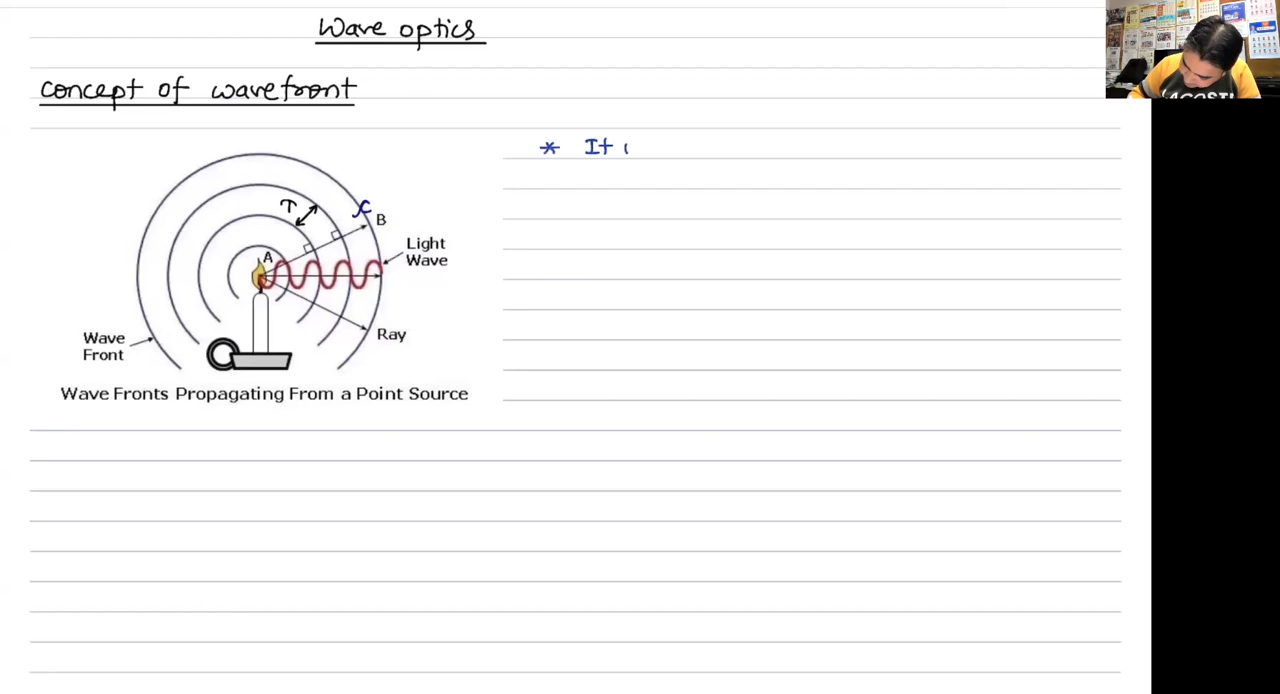 Wave optics
concept of wavefront
* It
T
x
B
A
Light
Wave
Wave
Front
Ray
Wave Fronts Propagating From a Point Source